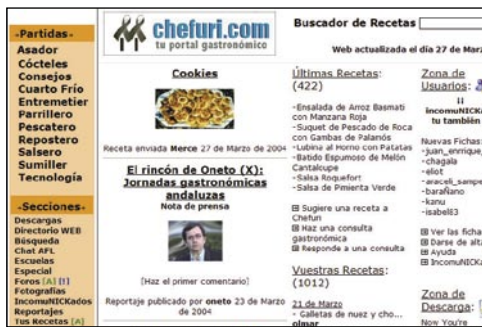 -Partidas-
Asador
Cócteles
Consejos
Cuarto Frío
Entremetier
Parrillero
Pescatero
Repostero
Salsero
Sumiller
Tecnología
-Secciones-
Descargas
Directorio WEB
Búsqueda
Chat AFL
Escuelas
Especial
Foros [A] [!]
Fotografías
IncomuNICKados
Reportajes
Tus Recetas [A]
chefuri.com
tu portal gastronómico
Buscador de Recetas
Web actualizada el día 27 de Marz
Cookies
Receta enviada Merce 27 de Marzo de 2004
El rincón de Oneto (X):
Jornadas gastronómicas
andaluzas
Nota de prensa
[Haz el primer comentario]
Reportaje publicado por oneto 23 de Marzo
de 2004
Últimas Recetas:
(422)
-Ensalada de Arroz Basmati
con Manzana Roja
-Suquet de Pescado de Roca
con Gambas de Palamós
-Lubina al Horno con Patatas
-Batido Espumoso de Melón
Cantalcupe
-Salsa Roquefort
-Salsa de Pimienta Verde
Sugiere una receta a
Chefuri
Haz una consulta
gastronómica
Responde a una consulta
Vuestras Recetas:
(1012)
21 de Marzo
- Galletas de nuez y cho...
olmar
Zona de
Usuarios:
incomuNICKa
tu también
Nuevas Fichas:
-juan_enrrique_
-chagala
-eliot
-araceli_sampe
-barañano
-kanu
-isabel83
Ver las ficha
Darse de alta
Ayuda
IncomuNICKa
Zona de
Descarga:
Now You're